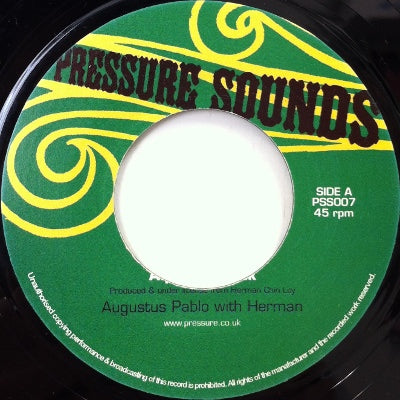 PRESSURE SOUNDS
SIDE A
PSS007
45 rpm
Produced & under licence from Herman Chin Loy
Augustus Pablo with Herman
www.pressure.co.uk
Unauthorised copying performance & broadcasting of this record is prohibited. All rights of the manufacturer and the recorded work reserved.